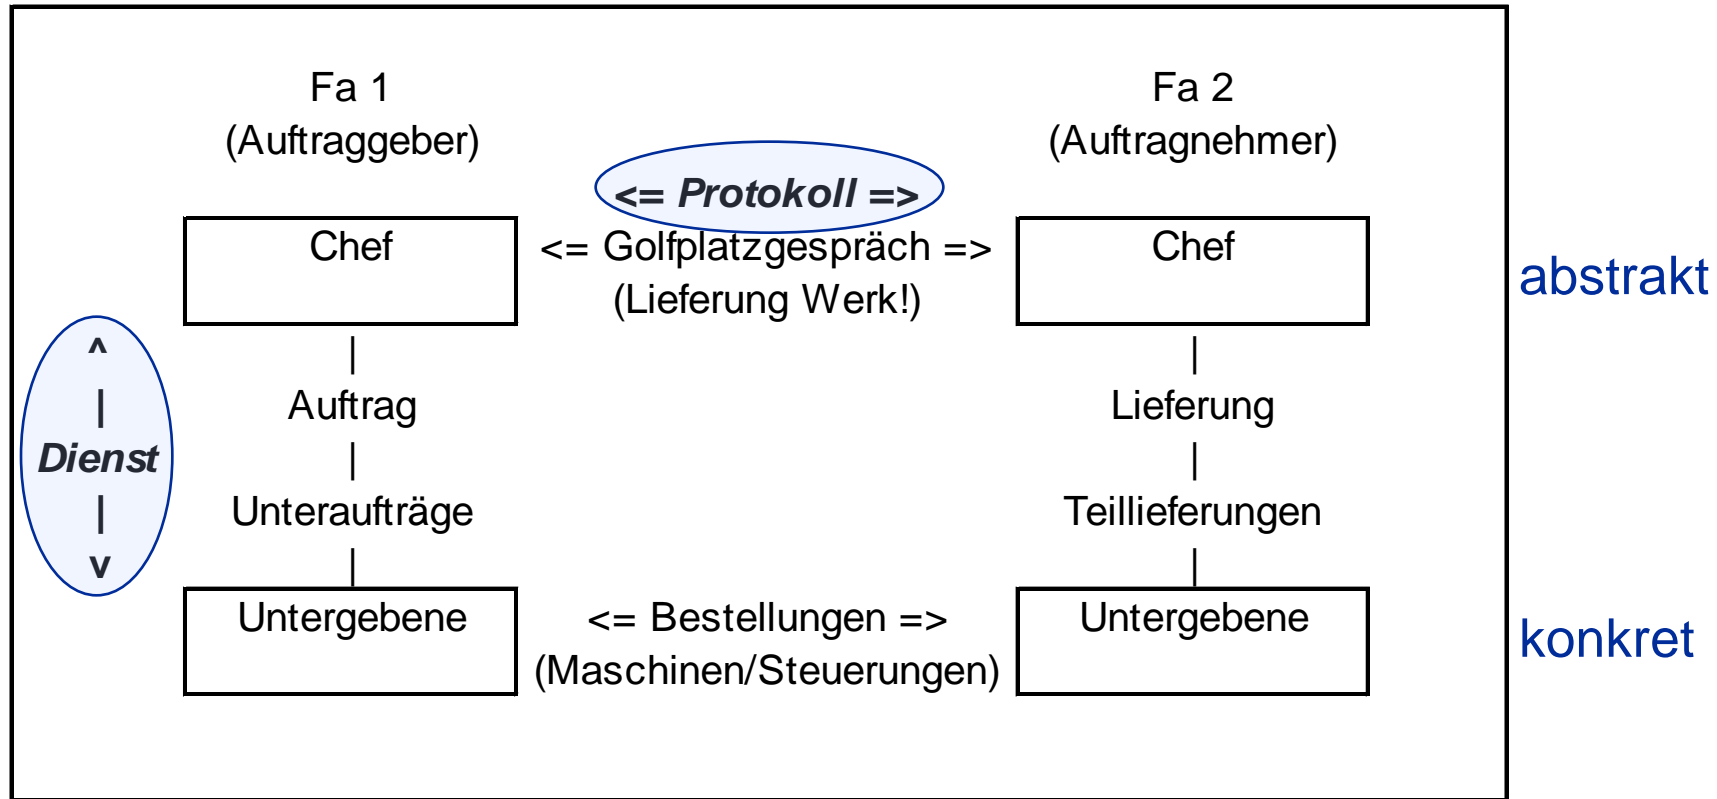 Fa 1
(Auftraggeber)
Fa 2
(Auftragnehmer)
<= Protokoll =>
Chef
<= Golfplatzgespräch =>
(Lieferung Werk!)
Chef
abstrakt
^
|
Dienst
|
v
|
Auftrag
|
Unteraufträge
|
|
Lieferung
|
Teillieferungen
|
Untergebene
<= Bestellungen =>
(Maschinen/Steuerungen)
Untergebene
konkret